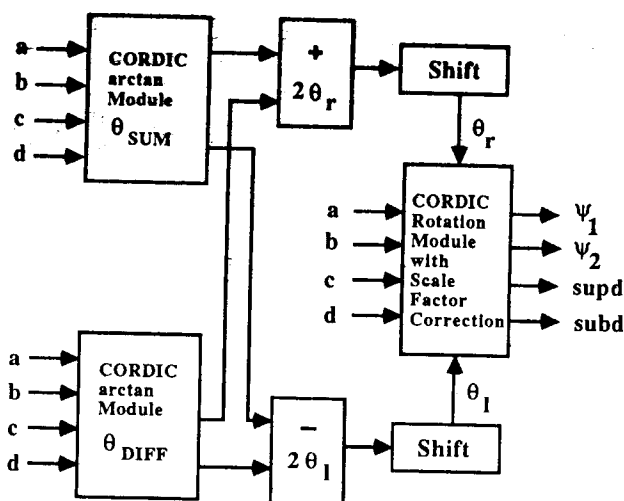 a
b
c
d
CORDIC
arctan
Module
θSUM
+
2θr
Shift
θr
a
b
c
d
CORDIC
Rotation
Module
with
Scale
Factor
Correction
Ψ1
Ψ2
supd
subd
a
b
c
d
CORDIC
arctan
Module
θDIFF
−
2θl
Shift
θl